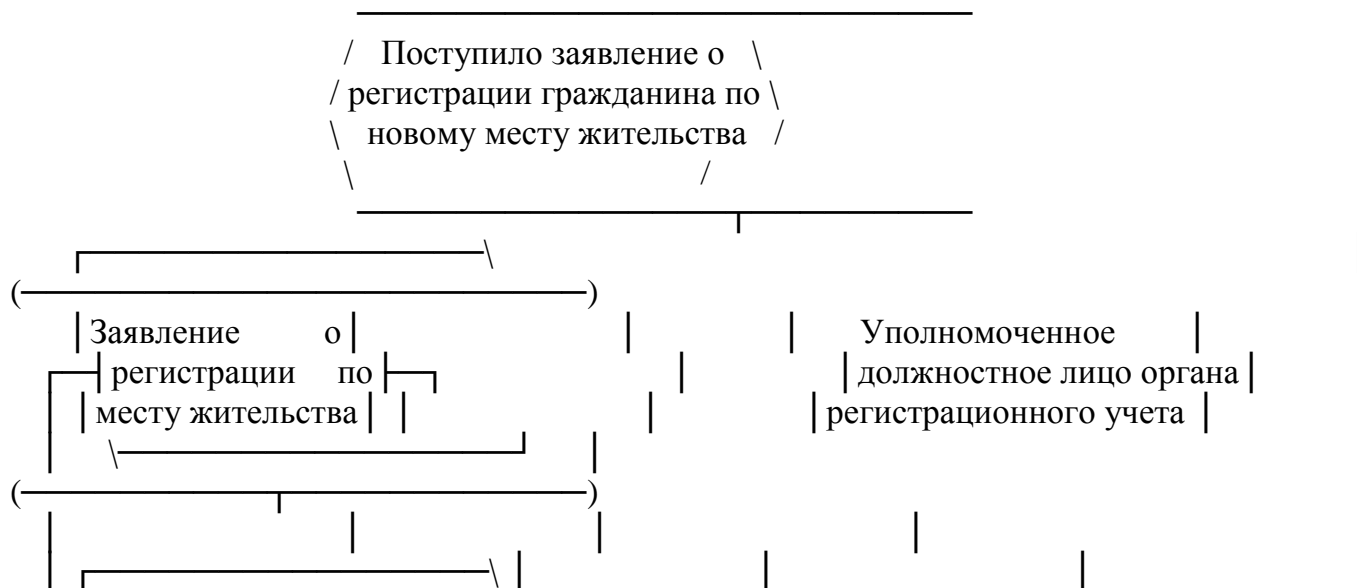 Поступило заявление о
регистрации гражданина по
новому месту жительства
Заявление о
регистрации по
месту жительства
Уполномоченное
должностное лицо органа
регистрационного учета